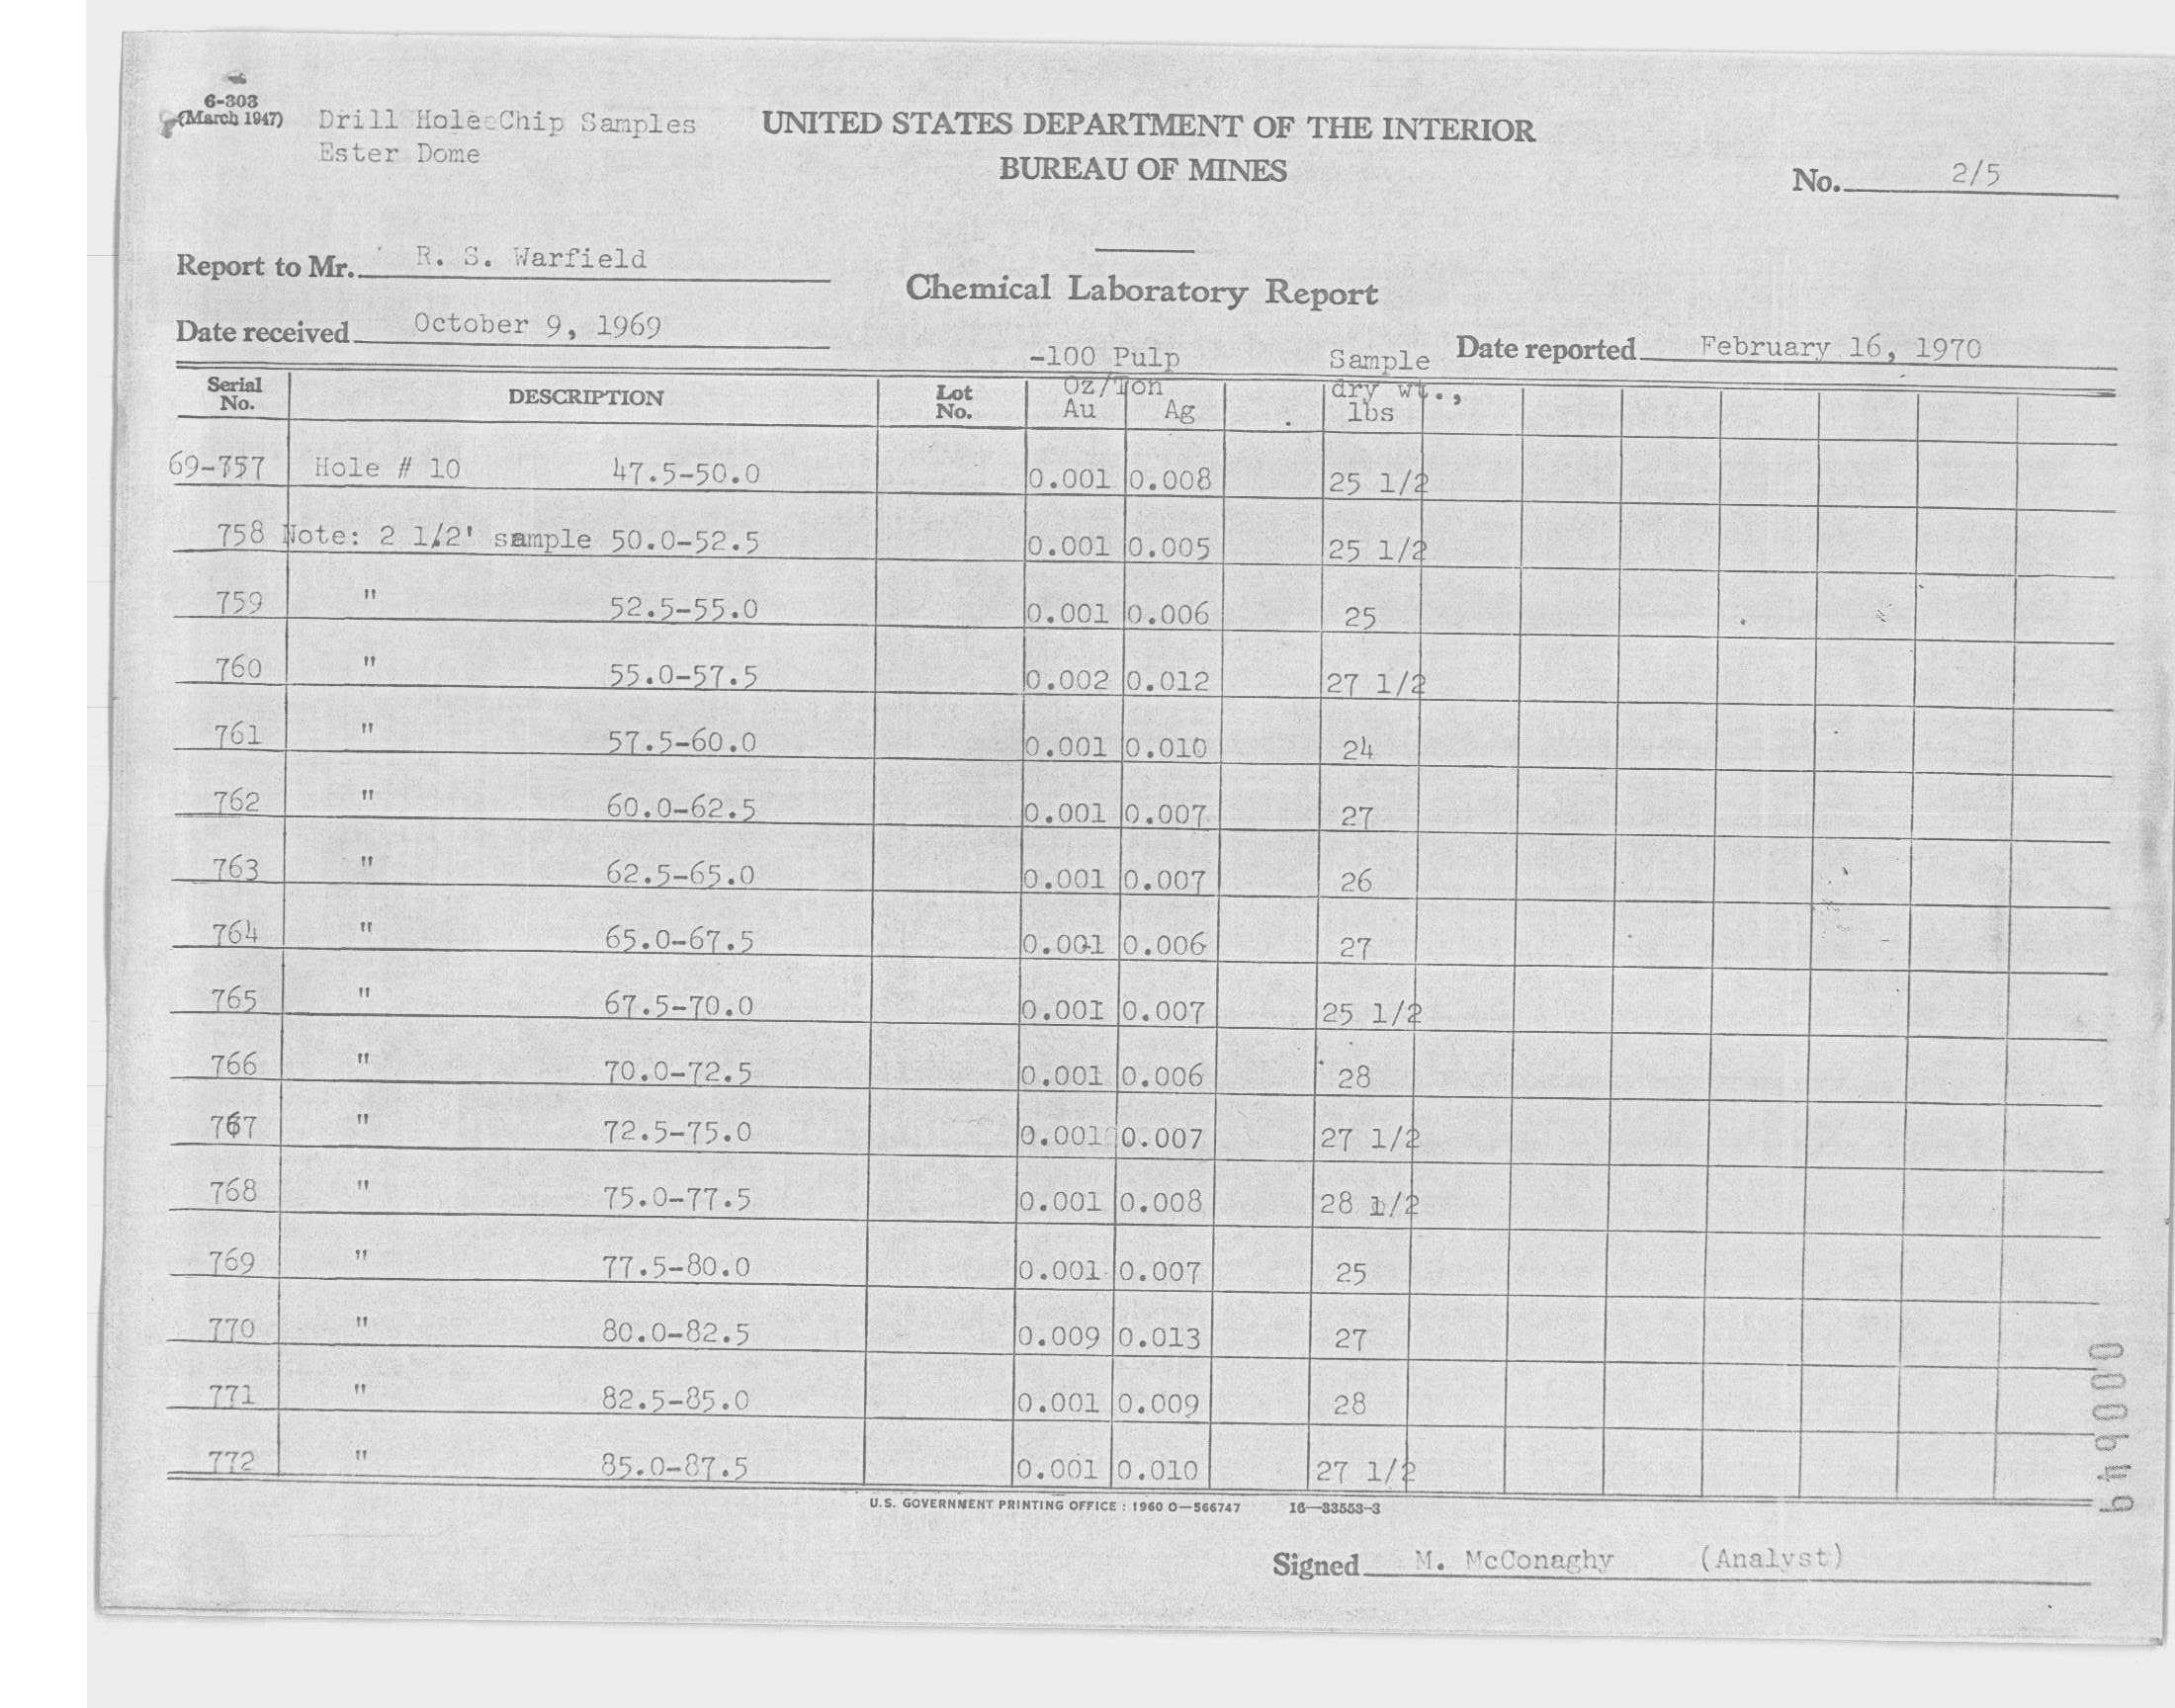 6-303
(March 1947)
Drill Hole Chip Samples
Ester Dome
UNITED STATES DEPARTMENT OF THE INTERIOR
BUREAU OF MINES
No. 2/5
Report to Mr. R. S. Warfield
Chemical Laboratory Report
Date received October 9, 1969
Date reported February 16, 1970
-100 Pulp Sample
Serial No. DESCRIPTION Lot No. Oz/Ton Au Ag dry wt., lbs
69-757 Hole # 10 47.5-50.0 0.001 0.008 25 1/2
758 Note: 2 1/2' sample 50.0-52.5 0.001 0.005 25 1/2
759 " 52.5-55.0 0.001 0.006 25
760 " 55.0-57.5 0.002 0.012 27 1/2
761 " 57.5-60.0 0.001 0.010 24
762 " 60.0-62.5 0.001 0.007 27
763 " 62.5-65.0 0.001 0.007 26
764 " 65.0-67.5 0.001 0.006 27
765 " 67.5-70.0 0.001 0.007 25 1/2
766 " 70.0-72.5 0.001 0.006 28
767 " 72.5-75.0 0.001 0.007 27 1/2
768 " 75.0-77.5 0.001 0.008 28 1/2
769 " 77.5-80.0 0.001 0.007 25
770 " 80.0-82.5 0.009 0.013 27
771 " 82.5-85.0 0.001 0.009 28
772 " 85.0-87.5 0.001 0.010 27 1/2
U.S. GOVERNMENT PRINTING OFFICE : 1960 O—566747 16—33553-3
Signed M. McConaghy (Analyst)